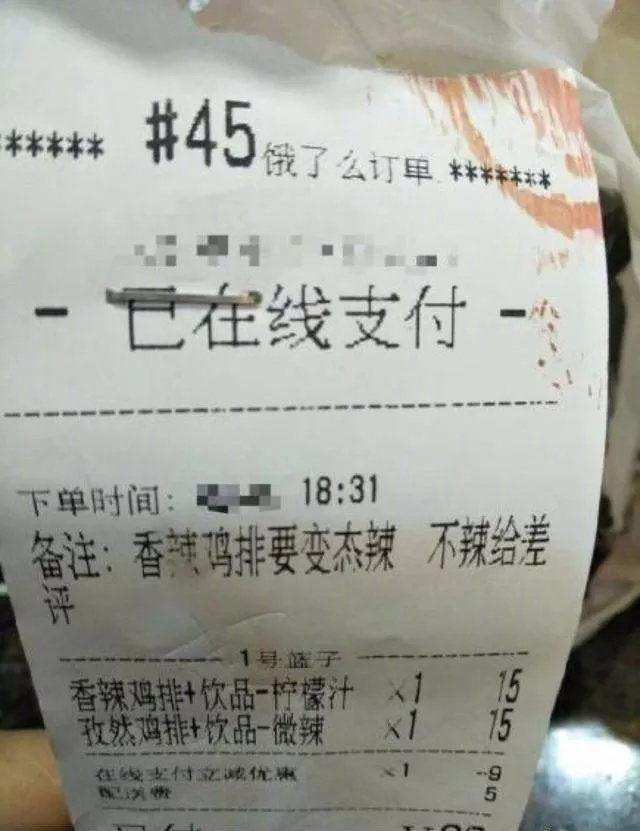 ****** #45 饿了么订单 *******
- 已在线支付 -
下单时间: 18:31
备注: 香辣鸡排要变态辣 不辣给差
评
1号篮子
香辣鸡排+饮品-柠檬汁 x1 15
孜然鸡排+饮品-微辣 x1 15
在线支付立减优惠 x1 -9
配送费 5